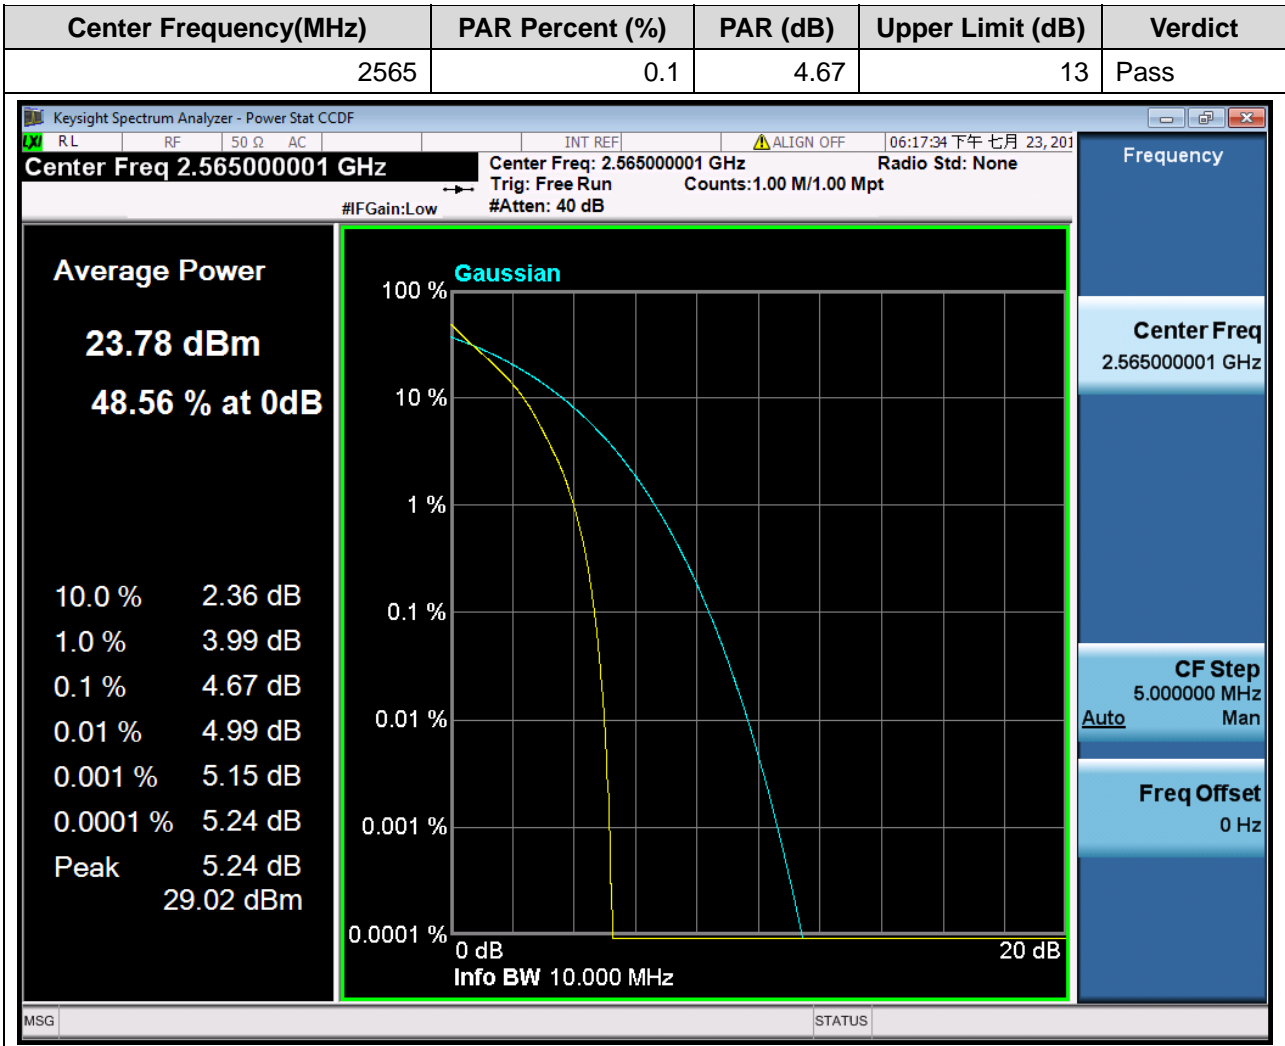 Center Frequency(MHz) PAR Percent (%) PAR (dB) Upper Limit (dB) Verdict
2565 0.1 4.67 13 Pass
Keysight Spectrum Analyzer - Power Stat CCDF
LXI RL RF 50 Ω AC INT REF ALIGN OFF 06:17:34 下午 七月 23, 201
Center Freq 2.565000001 GHz
Center Freq: 2.565000001 GHz Radio Std: None
Trig: Free Run Counts:1.00 M/1.00 Mpt
#IFGain:Low #Atten: 40 dB
Average Power
23.78 dBm
48.56 % at 0dB
10.0 % 2.36 dB
1.0 % 3.99 dB
0.1 % 4.67 dB
0.01 % 4.99 dB
0.001 % 5.15 dB
0.0001 % 5.24 dB
Peak 5.24 dB
29.02 dBm
Gaussian
100 %
10 %
1 %
0.1 %
0.01 %
0.001 %
0.0001 %
0 dB 20 dB
Info BW 10.000 MHz
Frequency
Center Freq
2.565000001 GHz
CF Step
5.000000 MHz
Auto Man
Freq Offset
0 Hz
MSG STATUS